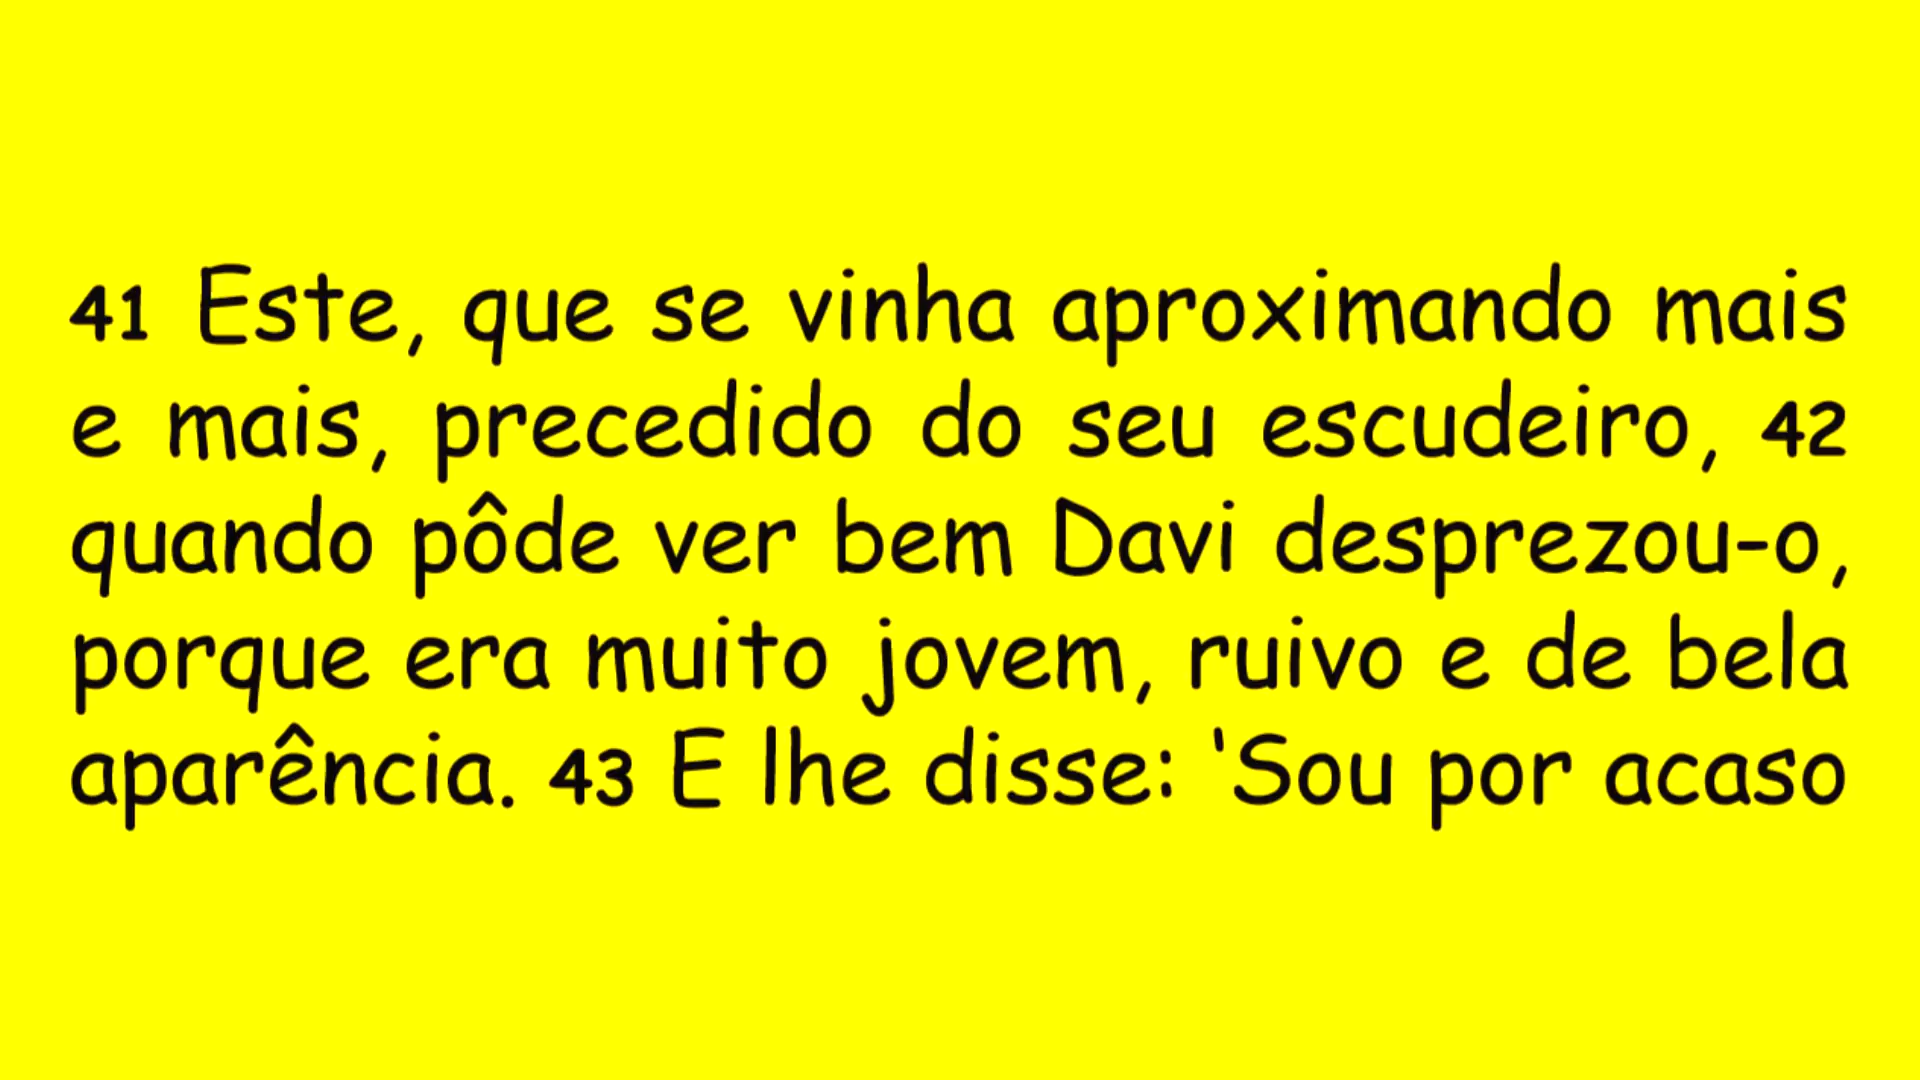 41 Este, que se vinha aproximando mais
e mais, precedido do seu escudeiro, 42
quando pôde ver bem Davi desprezou-o,
porque era muito jovem, ruivo e de bela
aparência. 43 E lhe disse: 'Sou por acaso